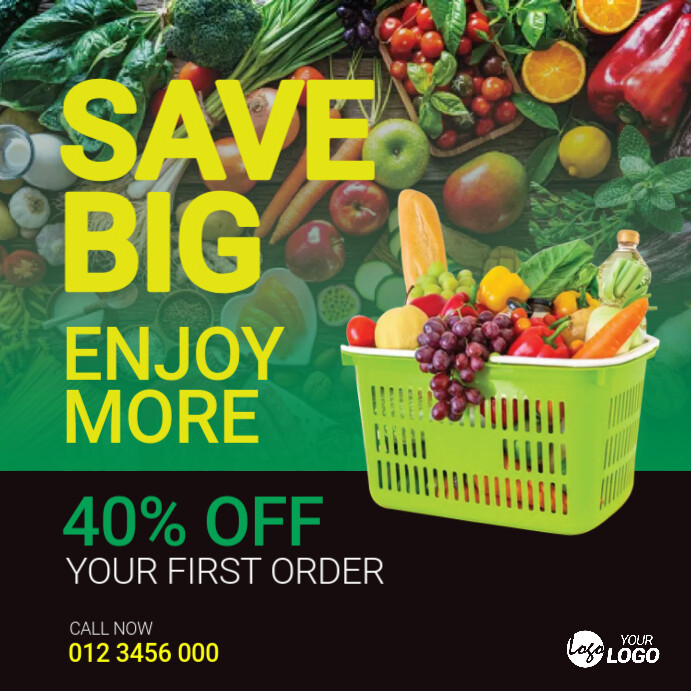 SAVE
BIG
ENJOY
MORE
40% OFF
YOUR FIRST ORDER
CALL NOW
012 3456 000
Logo YOUR
LOGO